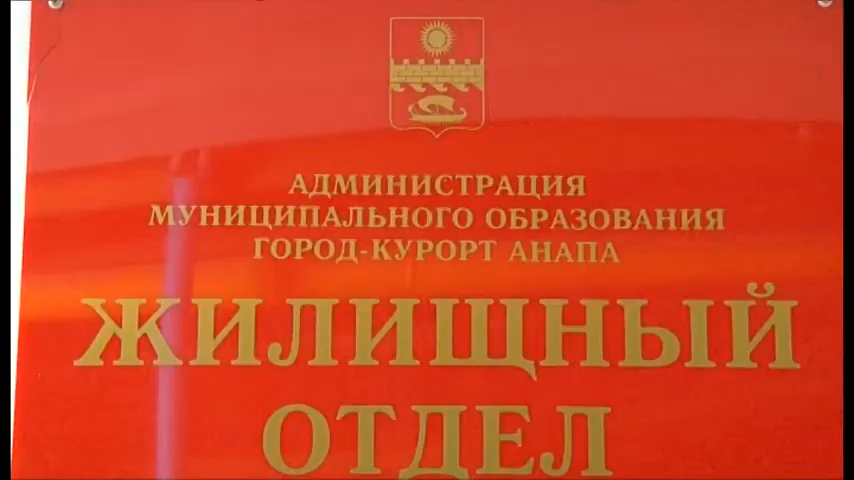 АДМИНИСТРАЦИЯ
МУНИЦИПАЛЬНОГО ОБРАЗОВАНИЯ
ГОРОД-КУРОРТ АНАПА
ЖИЛИЩНЫЙ
ОТДЕЛ